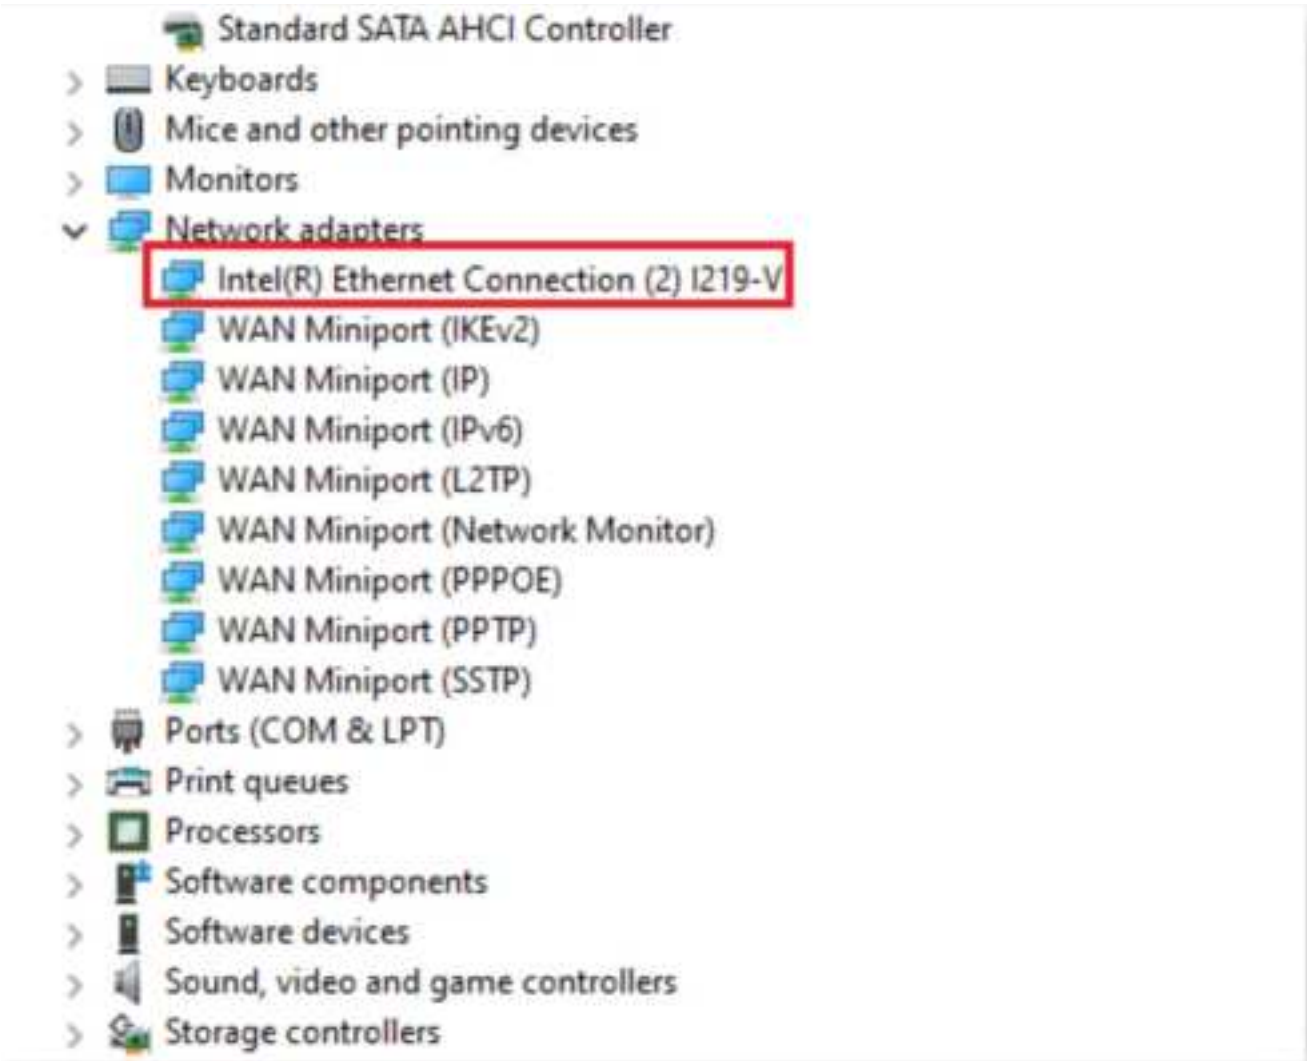 Standard SATA AHCI Controller
Keyboards
Mice and other pointing devices
Monitors
Network adapters
Intel(R) Ethernet Connection (2) I219-V
WAN Miniport (IKEv2)
WAN Miniport (IP)
WAN Miniport (IPv6)
WAN Miniport (L2TP)
WAN Miniport (Network Monitor)
WAN Miniport (PPPOE)
WAN Miniport (PPTP)
WAN Miniport (SSTP)
Ports (COM & LPT)
Print queues
Processors
Software components
Software devices
Sound, video and game controllers
Storage controllers